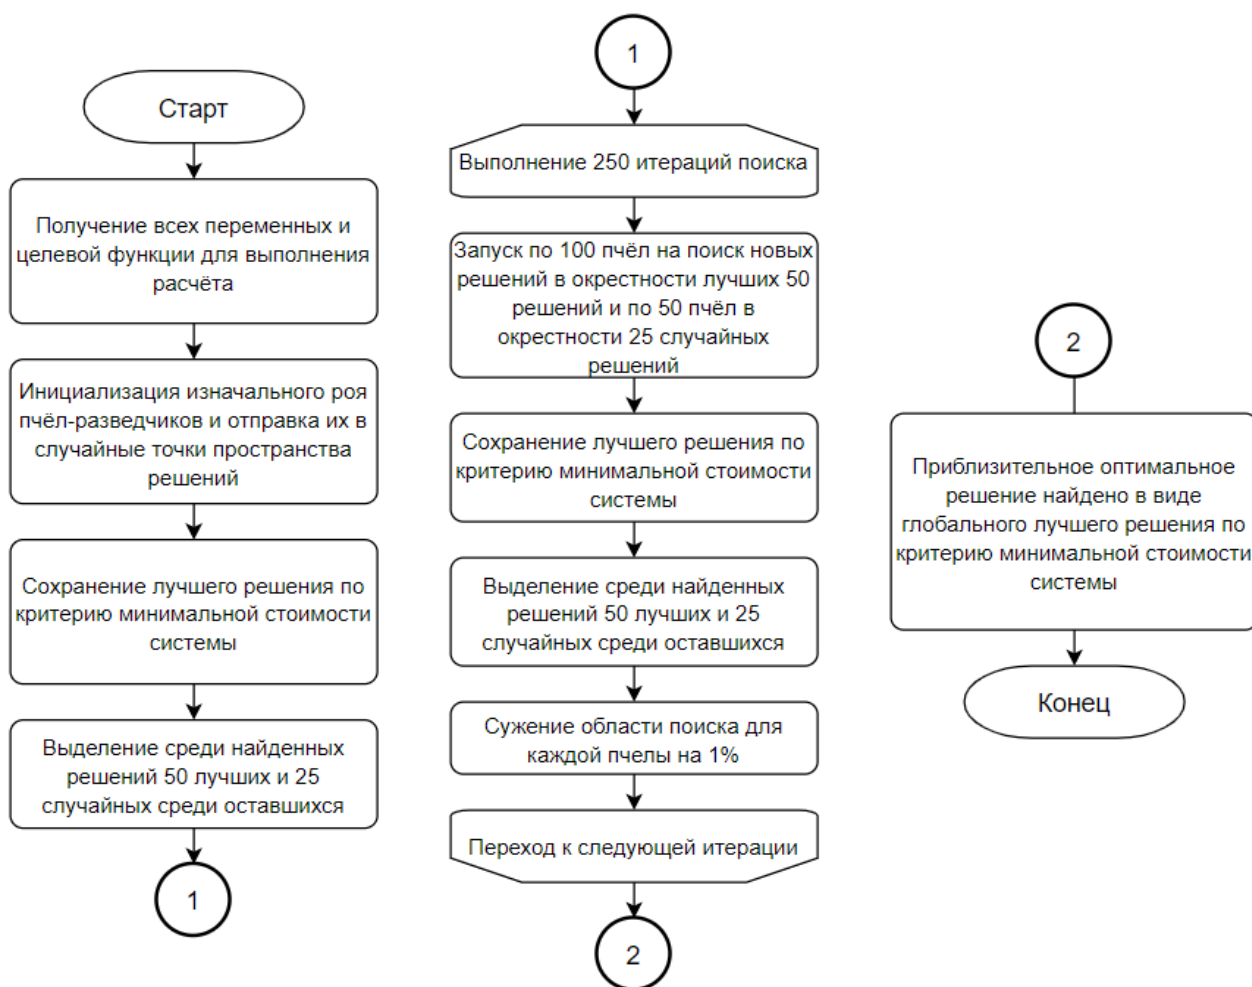 Старт
Получение всех переменных и
целевой функции для выполнения
расчёта
Инициализация изначального роя
пчёл-разведчиков и отправка их в
случайные точки пространства
решений
Сохранение лучшего решения по
критерию минимальной стоимости
системы
Выделение среди найденных
решений 50 лучших и 25
случайных среди оставшихся
1
1
Выполнение 250 итераций поиска
Запуск по 100 пчёл на поиск новых
решений в окрестности лучших 50
решений и по 50 пчёл в
окрестности 25 случайных
решений
Сохранение лучшего решения по
критерию минимальной стоимости
системы
Выделение среди найденных
решений 50 лучших и 25
случайных среди оставшихся
Сужение области поиска для
каждой пчелы на 1%
Переход к следующей итерации
2
2
Приблизительное оптимальное
решение найдено в виде
глобального лучшего решения по
критерию минимальной стоимости
системы
Конец